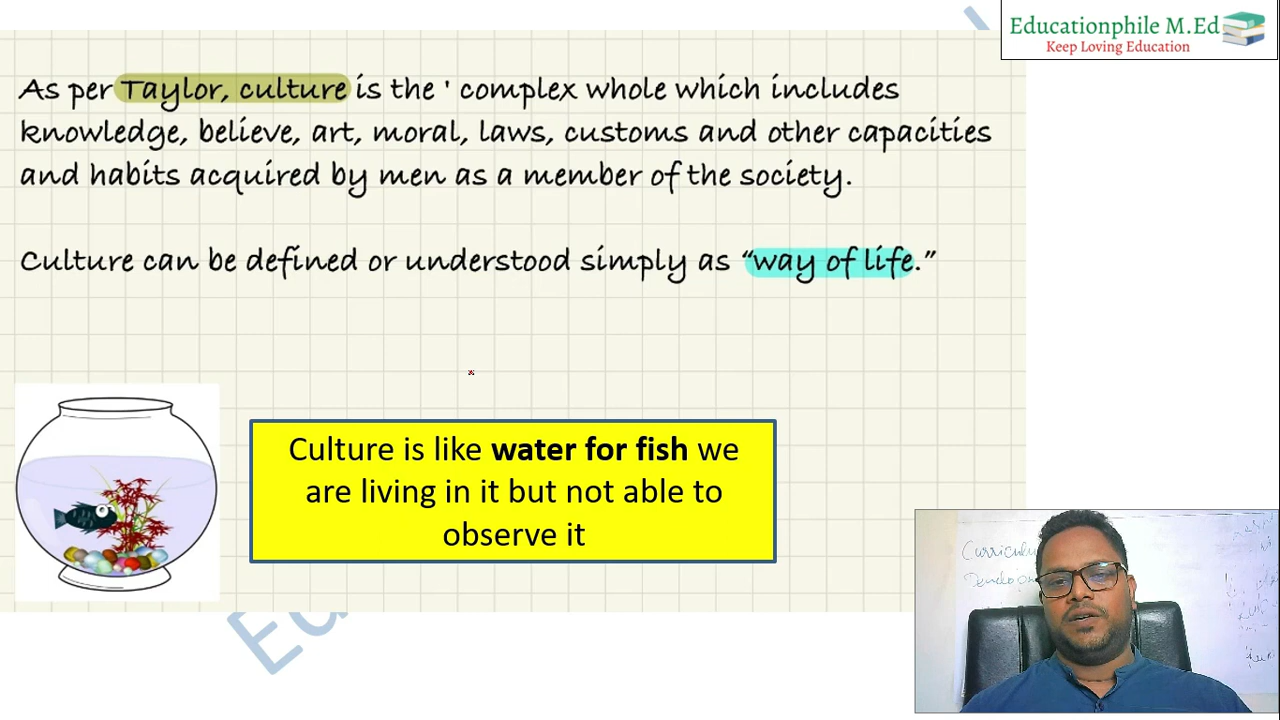 Educationphile M.Ed
Keep Loving Education
As per Taylor, culture is the ' complex whole which includes
knowledge, believe, art, moral, laws, customs and other capacities
and habits acquired by men as a member of the society.
Culture can be defined or understood simply as “way of life.”
Culture is like water for fish we
are living in it but not able to
observe it